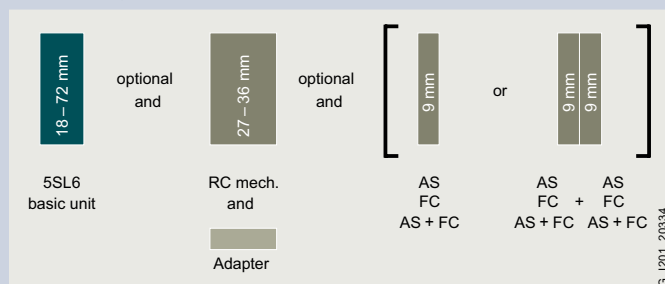 18 – 72 mm
optional
and
27 – 36 mm
optional
and
9 mm
or
9 mm
9 mm
5SL6
basic unit
RC mech.
and
Adapter
AS
FC
AS + FC
AS AS
FC + FC
AS + FC AS + FC
G_I201_20334